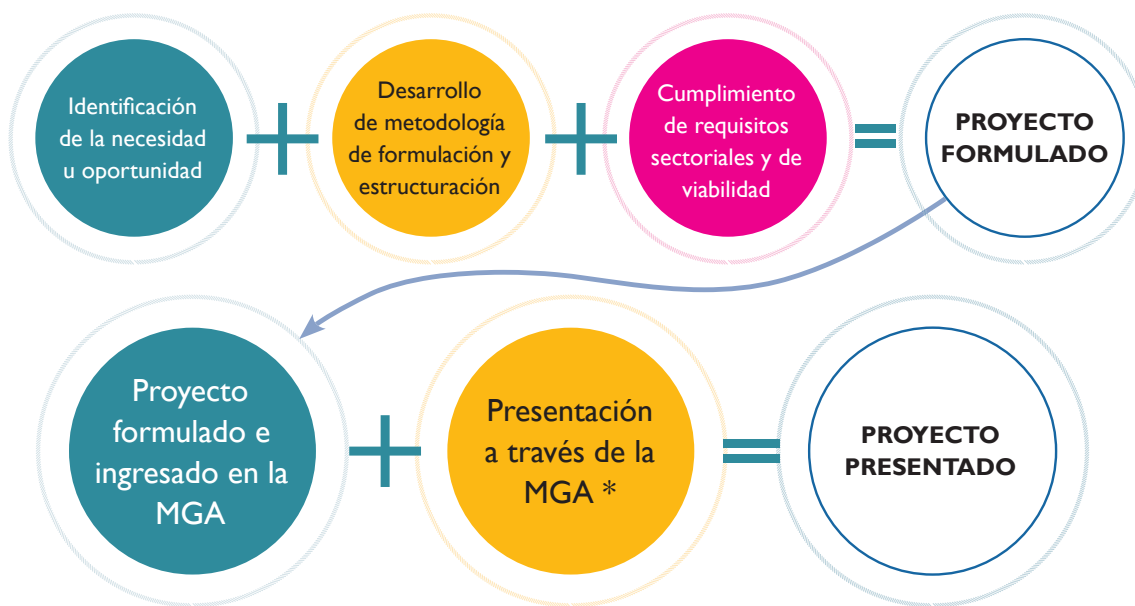 Identificación
de la necesidad
u oportunidad
+
Desarrollo
de metodología
de formulación y
estructuración
+
Cumplimiento
de requisitos
sectoriales y de
viabilidad
=
PROYECTO
FORMULADO
Proyecto
formulado e
ingresado en la
MGA
+
Presentación
a través de la
MGA *
=
PROYECTO
PRESENTADO